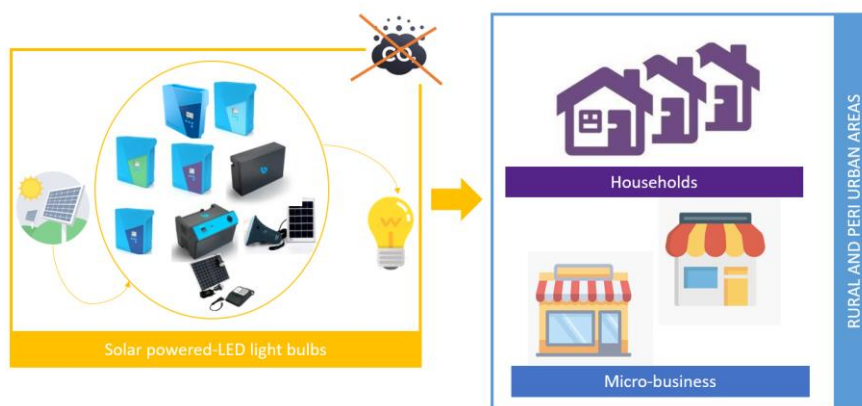 CO₂
Solar powered-LED light bulbs
Households
Micro-business
RURAL AND PERI URBAN AREAS